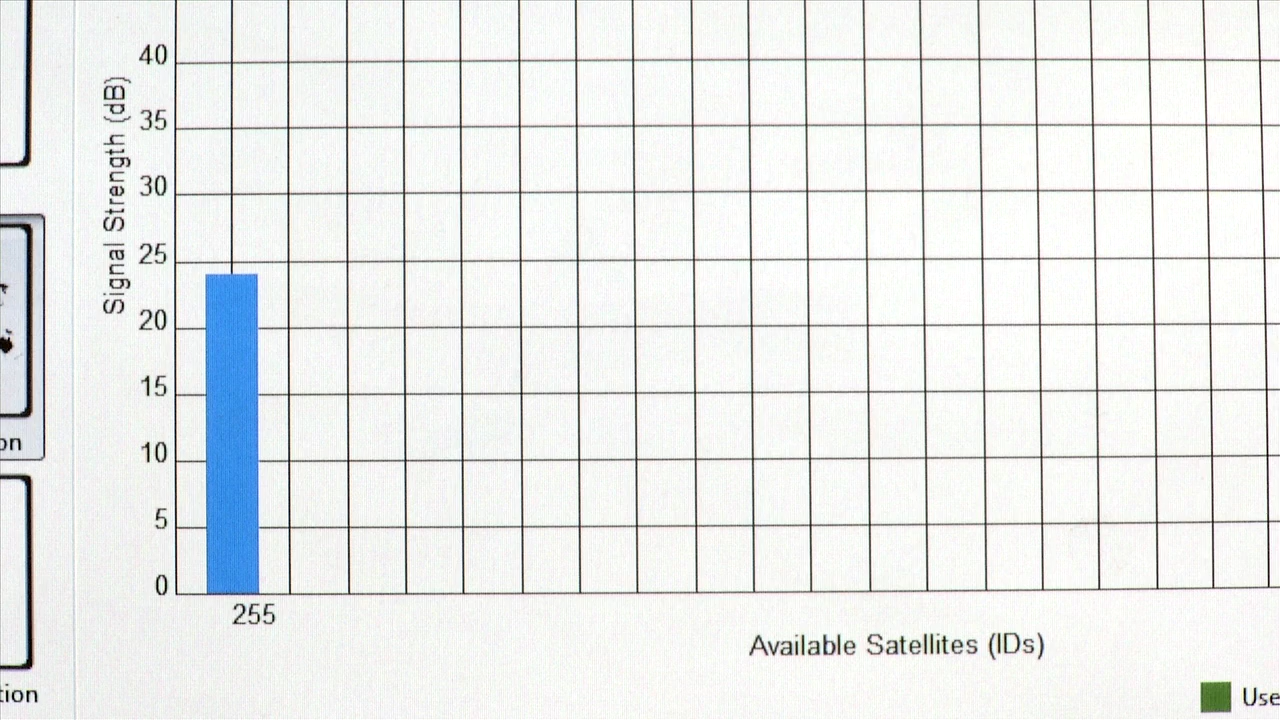 40
35
30
25
20
15
10
5
0
Signal Strength (dB)
255
Available Satellites (IDs)
on
tion
Use